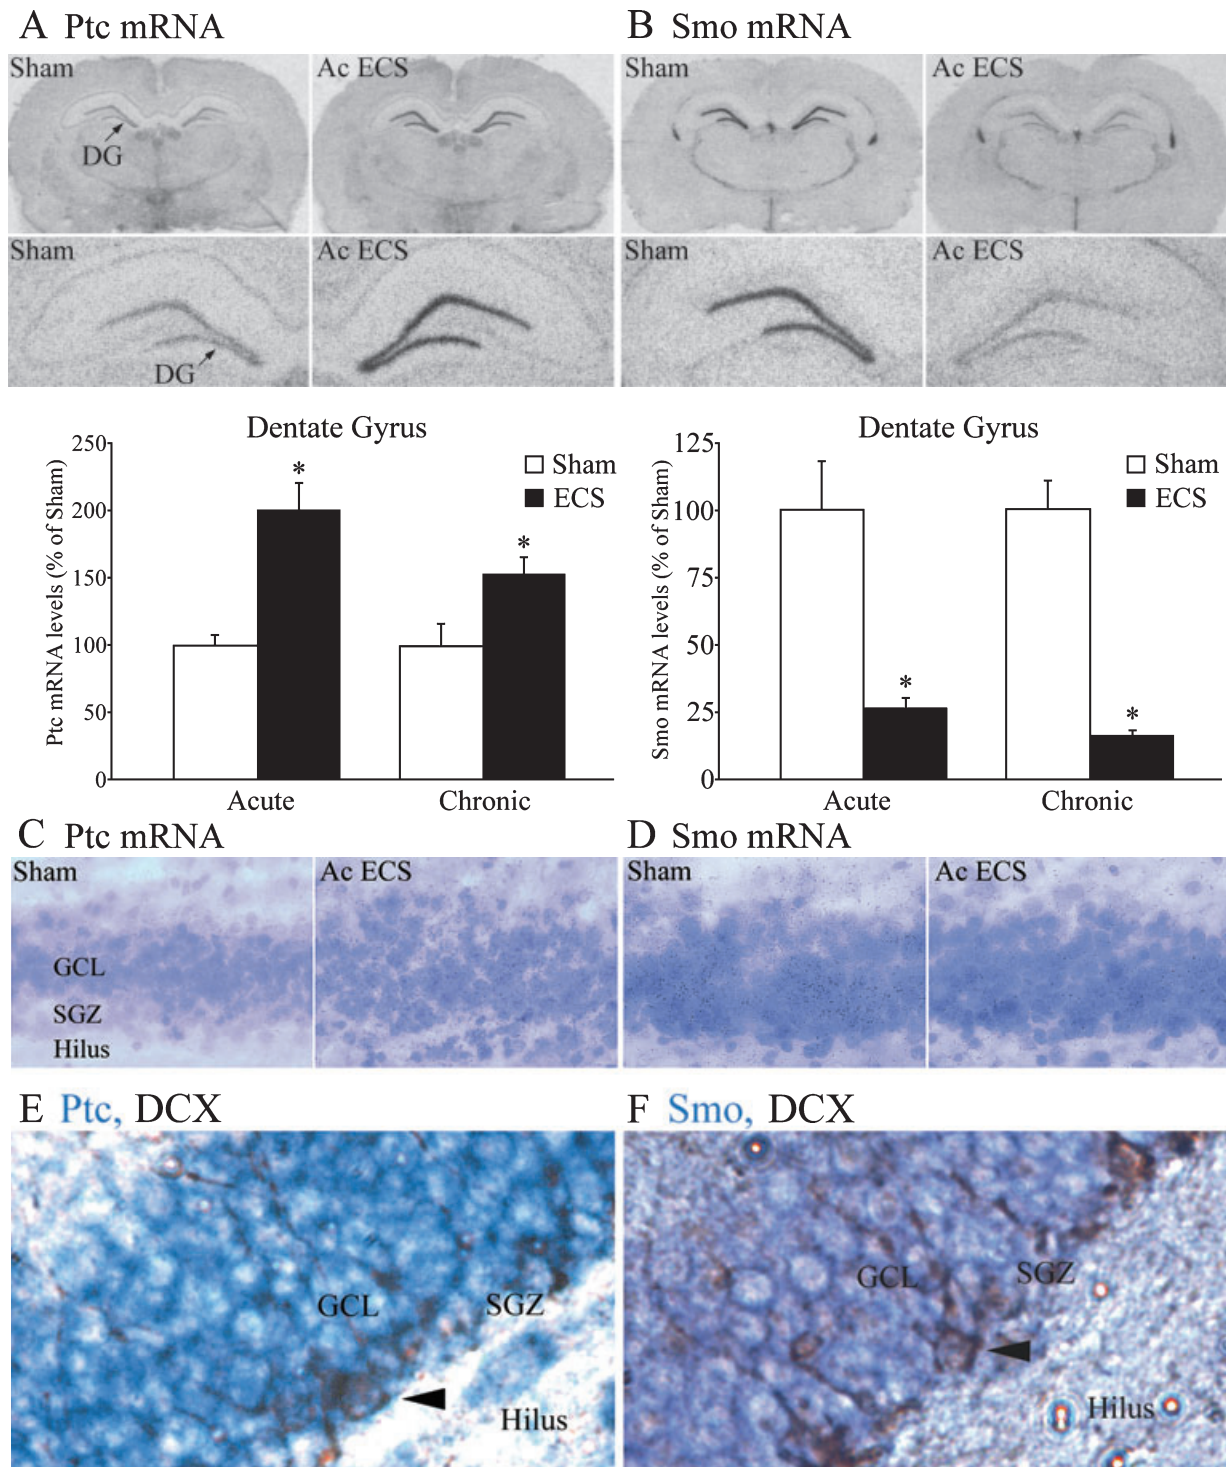 A Ptc mRNA
B Smo mRNA
Sham
Ac ECS
DG
Sham
Ac ECS
Sham
Ac ECS
DG
Sham
Ac ECS
Dentate Gyrus
Ptc mRNA levels (% of Sham)
250
200
150
100
50
0
*
*
Sham
ECS
Acute
Chronic
Dentate Gyrus
Smo mRNA levels (% of Sham)
125
100
75
50
25
0
*
*
Sham
ECS
Acute
Chronic
C Ptc mRNA
D Smo mRNA
Sham
GCL
SGZ
Hilus
Ac ECS
Sham
Ac ECS
E Ptc, DCX
GCL
SGZ
Hilus
F Smo, DCX
GCL
SGZ
Hilus